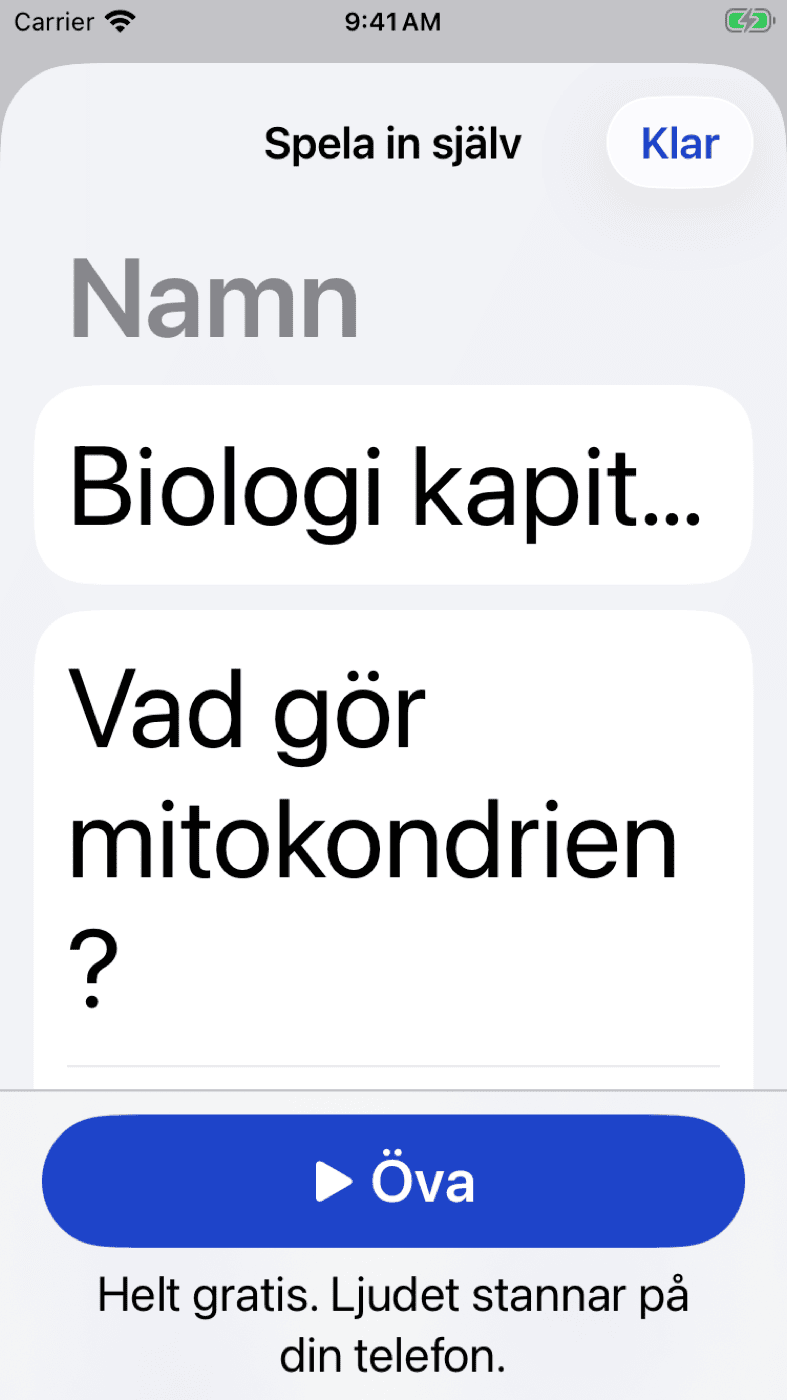 Carrier 9:41 AM
Spela in själv Klar
Namn
Biologi kapit...
Vad gör
mitokondrien
?
Öva
Helt gratis. Ljudet stannar på
din telefon.